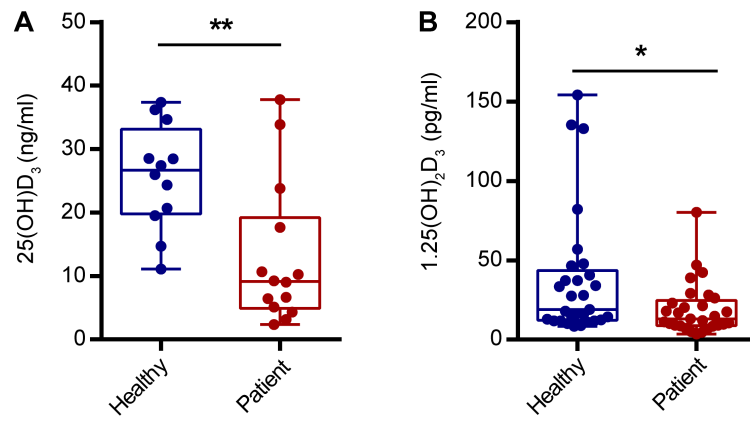 A
**
50
40
30
20
10
0
25(OH)D3 (ng/ml)
Healthy
Patient
B
*
200
150
100
50
0
1.25(OH)2D3 (pg/ml)
Healthy
Patient